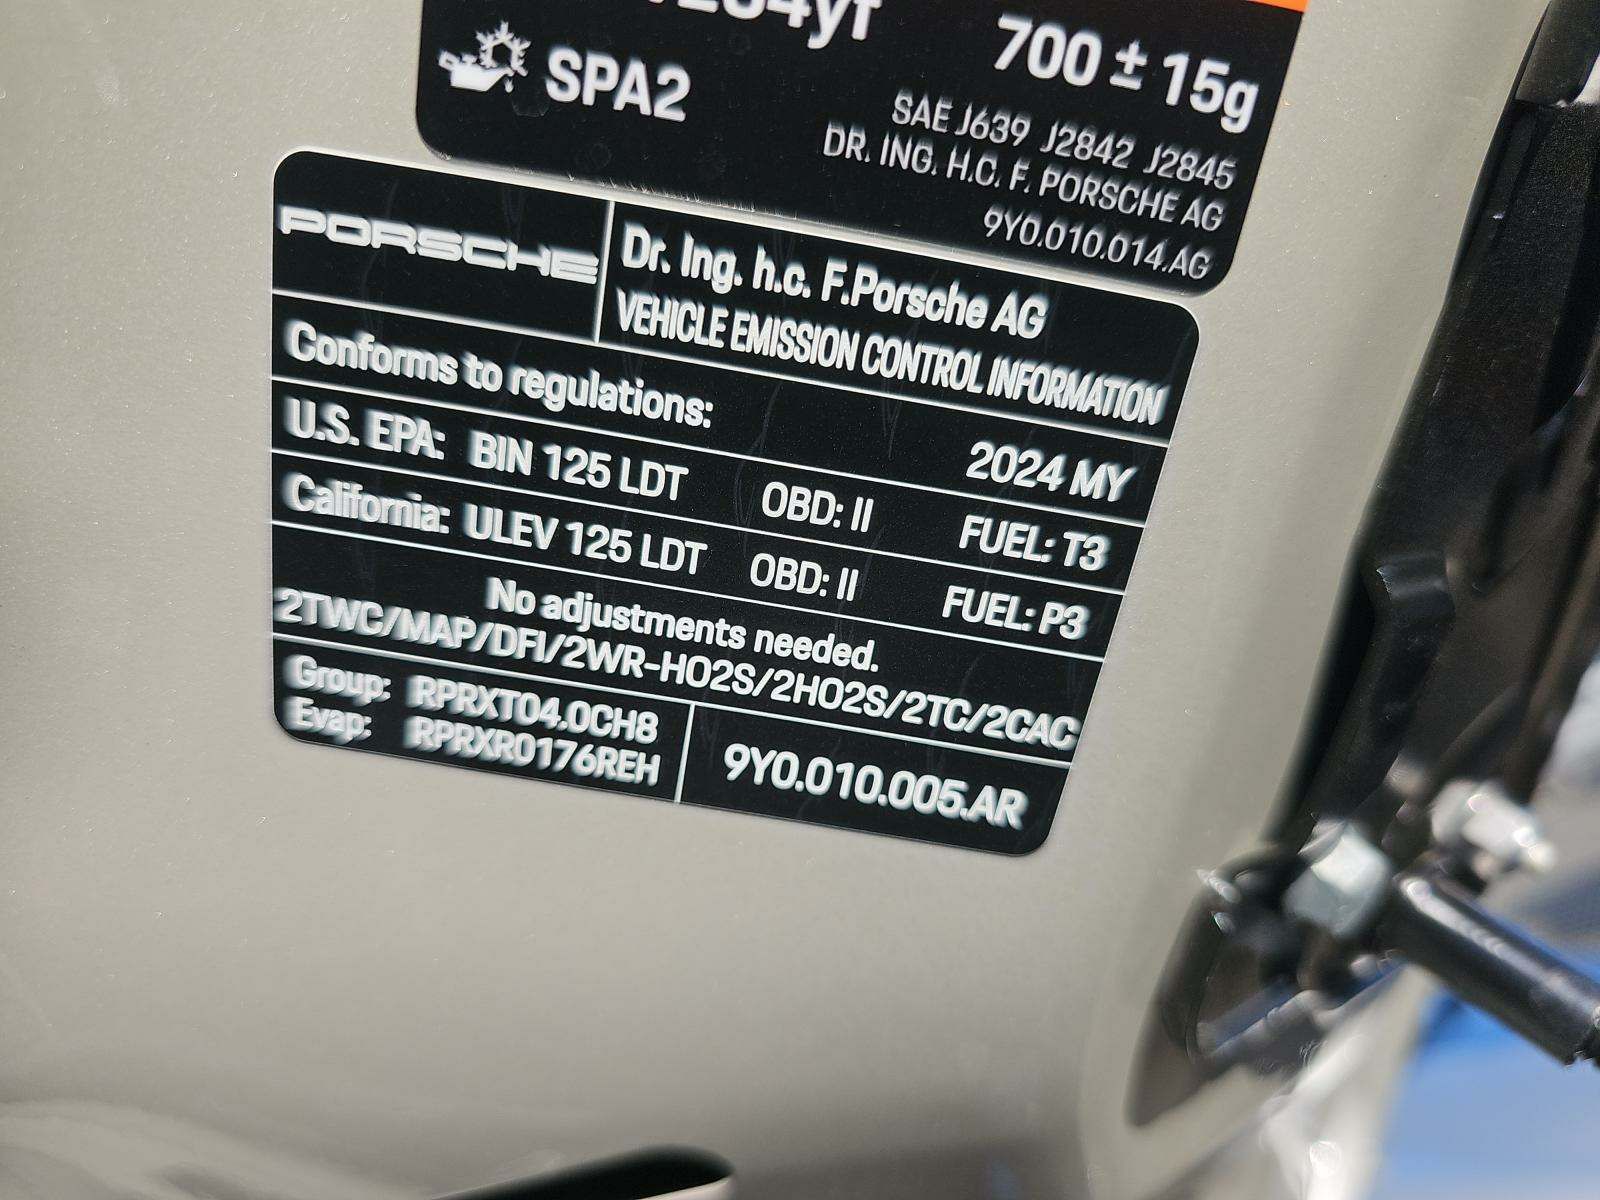 SPA2
700 ± 15g
SAE J639 J2842 J2845
DR. ING. H.C. F. PORSCHE AG
9Y0.010.014.AG
PORSCHE
Dr. Ing. h.c. F.Porsche AG
VEHICLE EMISSION CONTROL INFORMATION
Conforms to regulations:
2024 MY
U.S. EPA: BIN 125 LDT OBD: II FUEL: T3
California: ULEV 125 LDT OBD: II FUEL: P3
No adjustments needed.
2TWC/MAP/DFI/2WR-HO2S/2HO2S/2TC/2CAC
Group: RPRXT04.0CH8
Evap: RPRXR0176REH
9Y0.010.005.AR